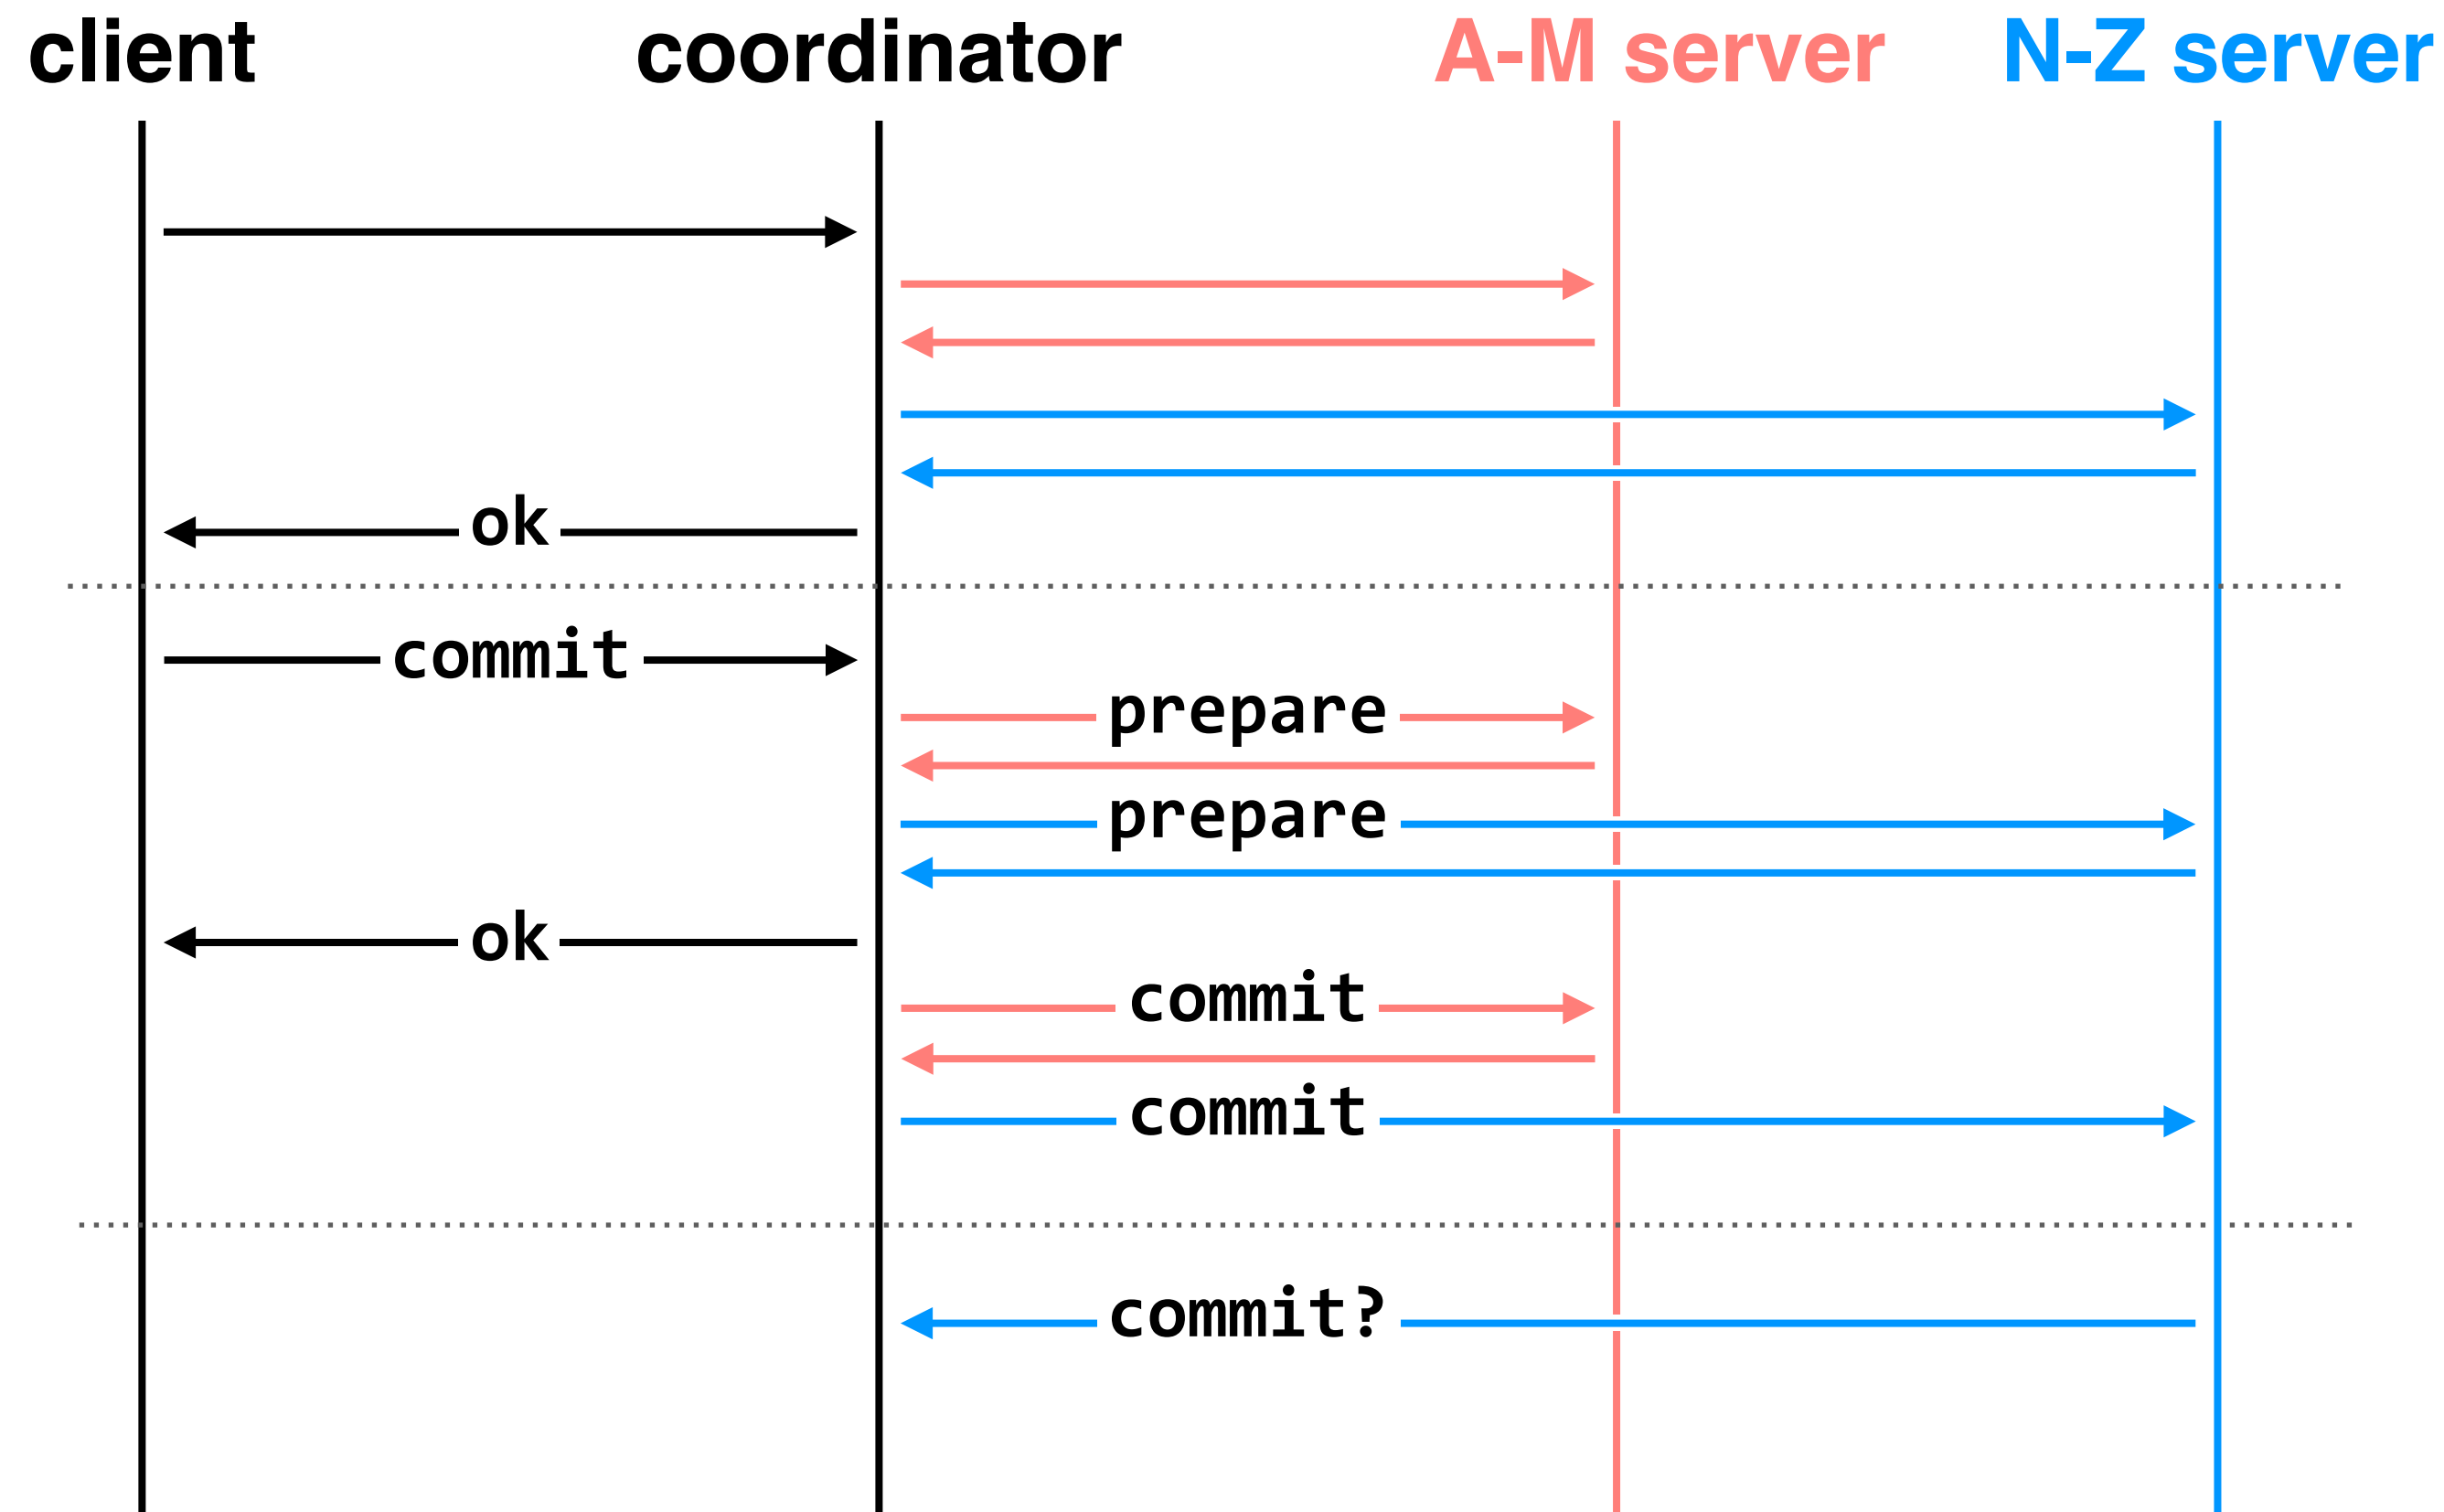 client coordinator A-M server N-Z server
ok
commit
prepare
prepare
ok
commit
commit
commit?